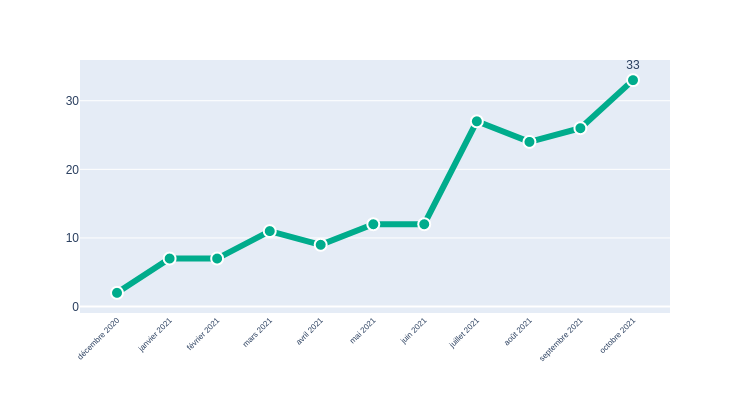 33
30
20
10
0
décembre 2020
janvier 2021
février 2021
mars 2021
avril 2021
mai 2021
juin 2021
juillet 2021
août 2021
septembre 2021
octobre 2021